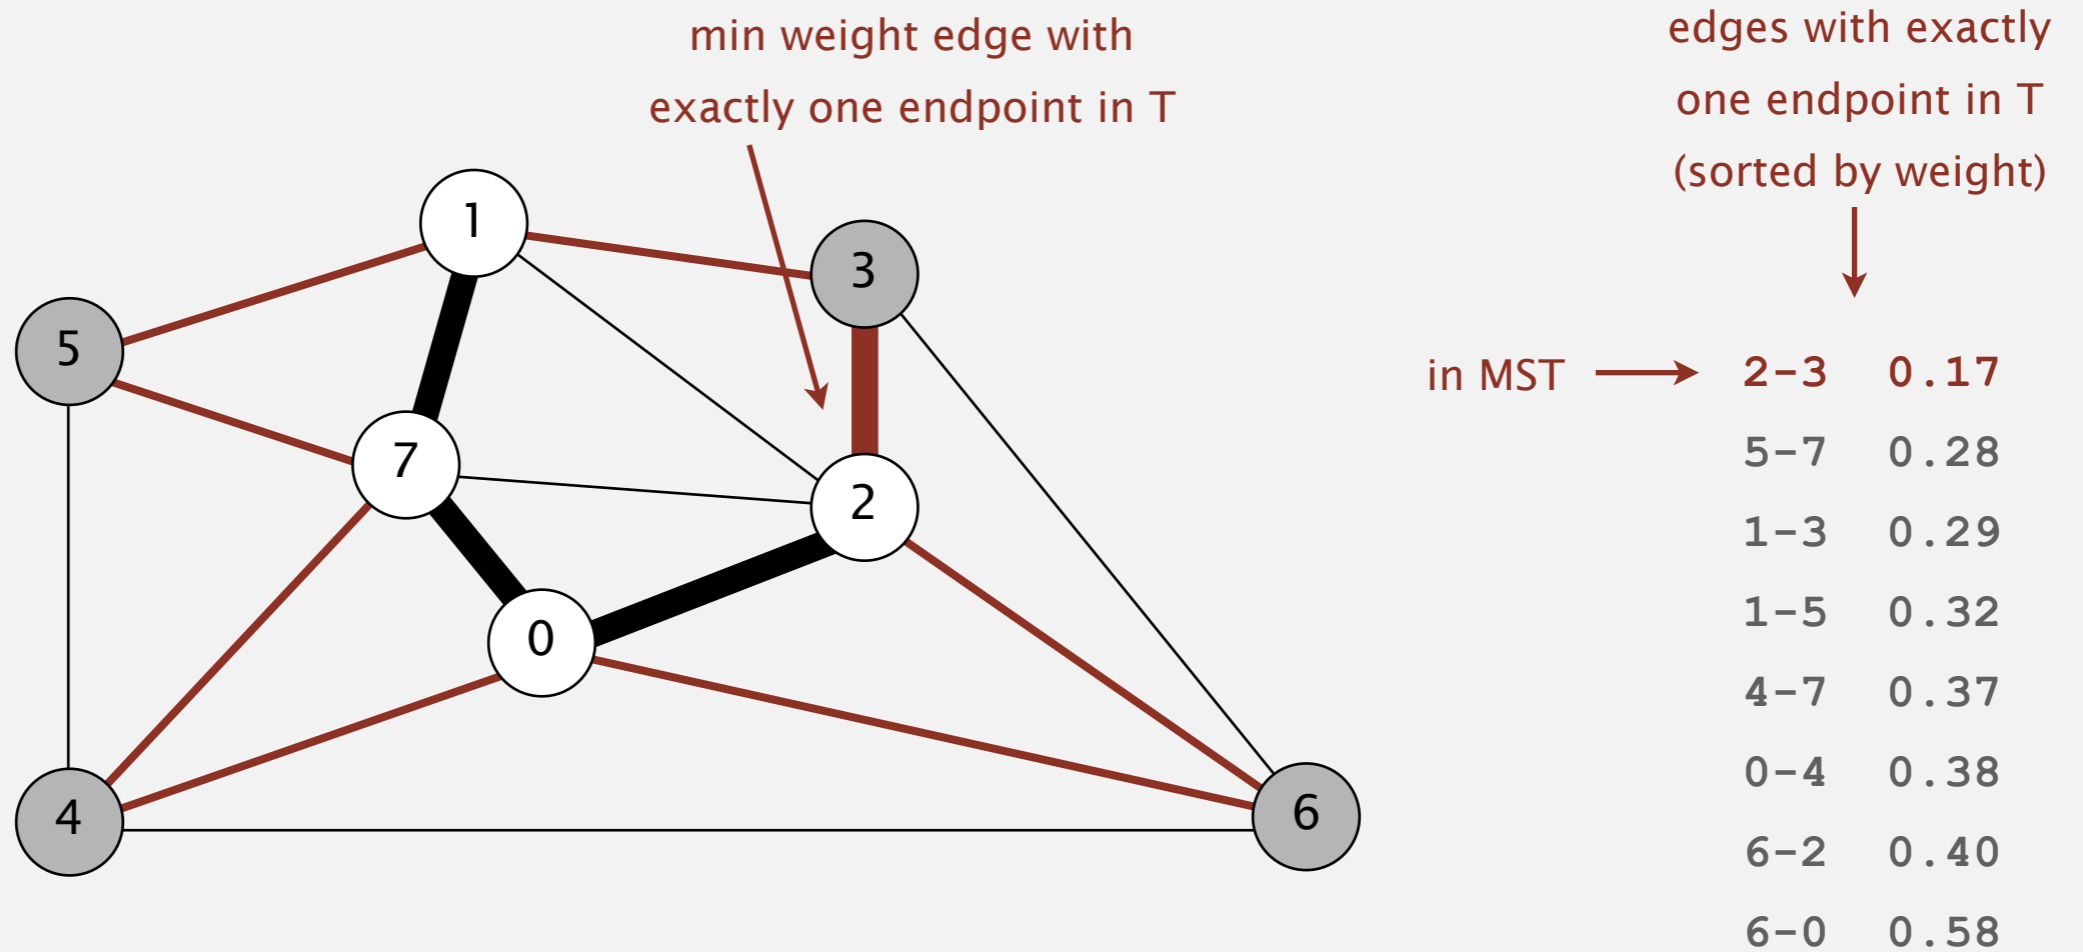 min weight edge with
exactly one endpoint in T
edges with exactly
one endpoint in T
(sorted by weight)
1
3
5
7
2
0
4
6
in MST
2-3 0.17
5-7 0.28
1-3 0.29
1-5 0.32
4-7 0.37
0-4 0.38
6-2 0.40
6-0 0.58